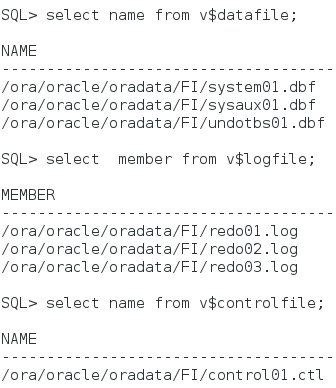 SQL> select name from v$datafile;
NAME
------------------------------------
/ora/oracle/oradata/FI/system01.dbf
/ora/oracle/oradata/FI/sysaux01.dbf
/ora/oracle/oradata/FI/undotbs01.dbf
SQL> select  member from v$logfile;
MEMBER
------------------------------------
/ora/oracle/oradata/FI/redo01.log
/ora/oracle/oradata/FI/redo02.log
/ora/oracle/oradata/FI/redo03.log
SQL> select name from v$controlfile;
NAME
------------------------------------
/ora/oracle/oradata/FI/control01.ctl